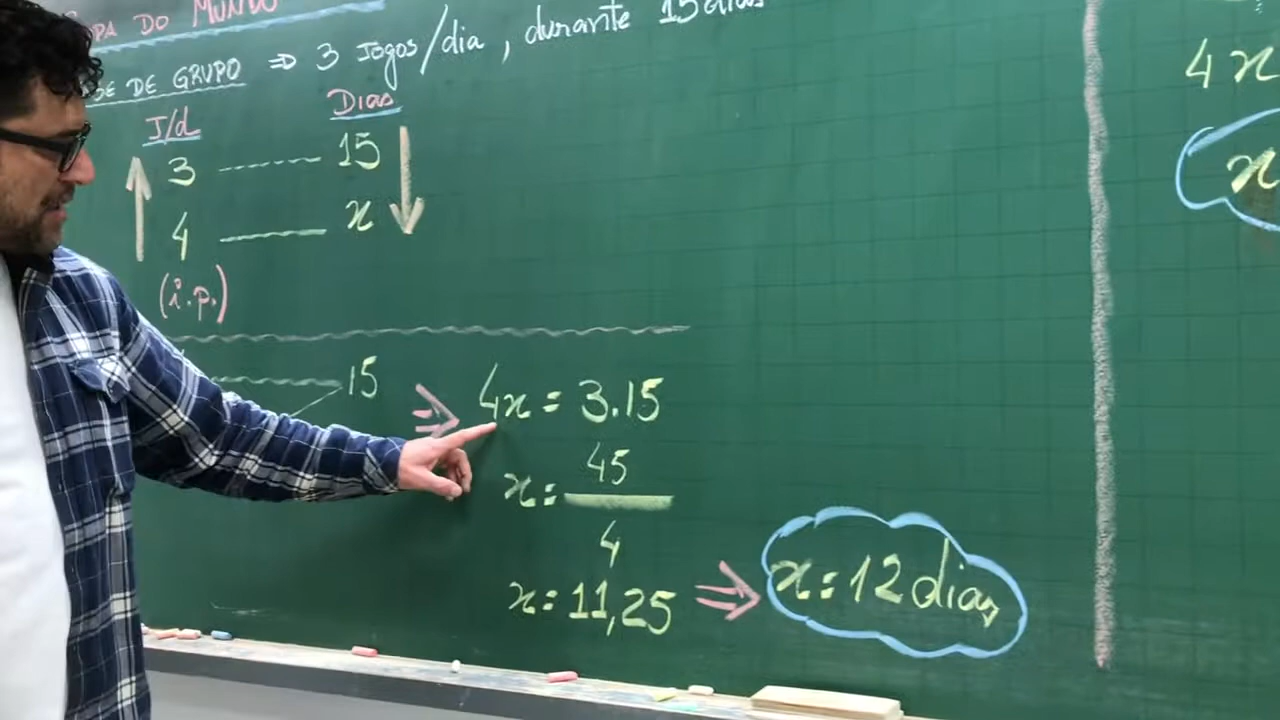 DO MUNDO
DE GRUPO ⇒ 3 Jogos/dia, durante 15 dias
J/d Dias
3 15
4 x
(i.p.)
15
⇒ 4x = 3.15
x = 45
4
x = 11,25 ⇒ x = 12 dias
4x
x